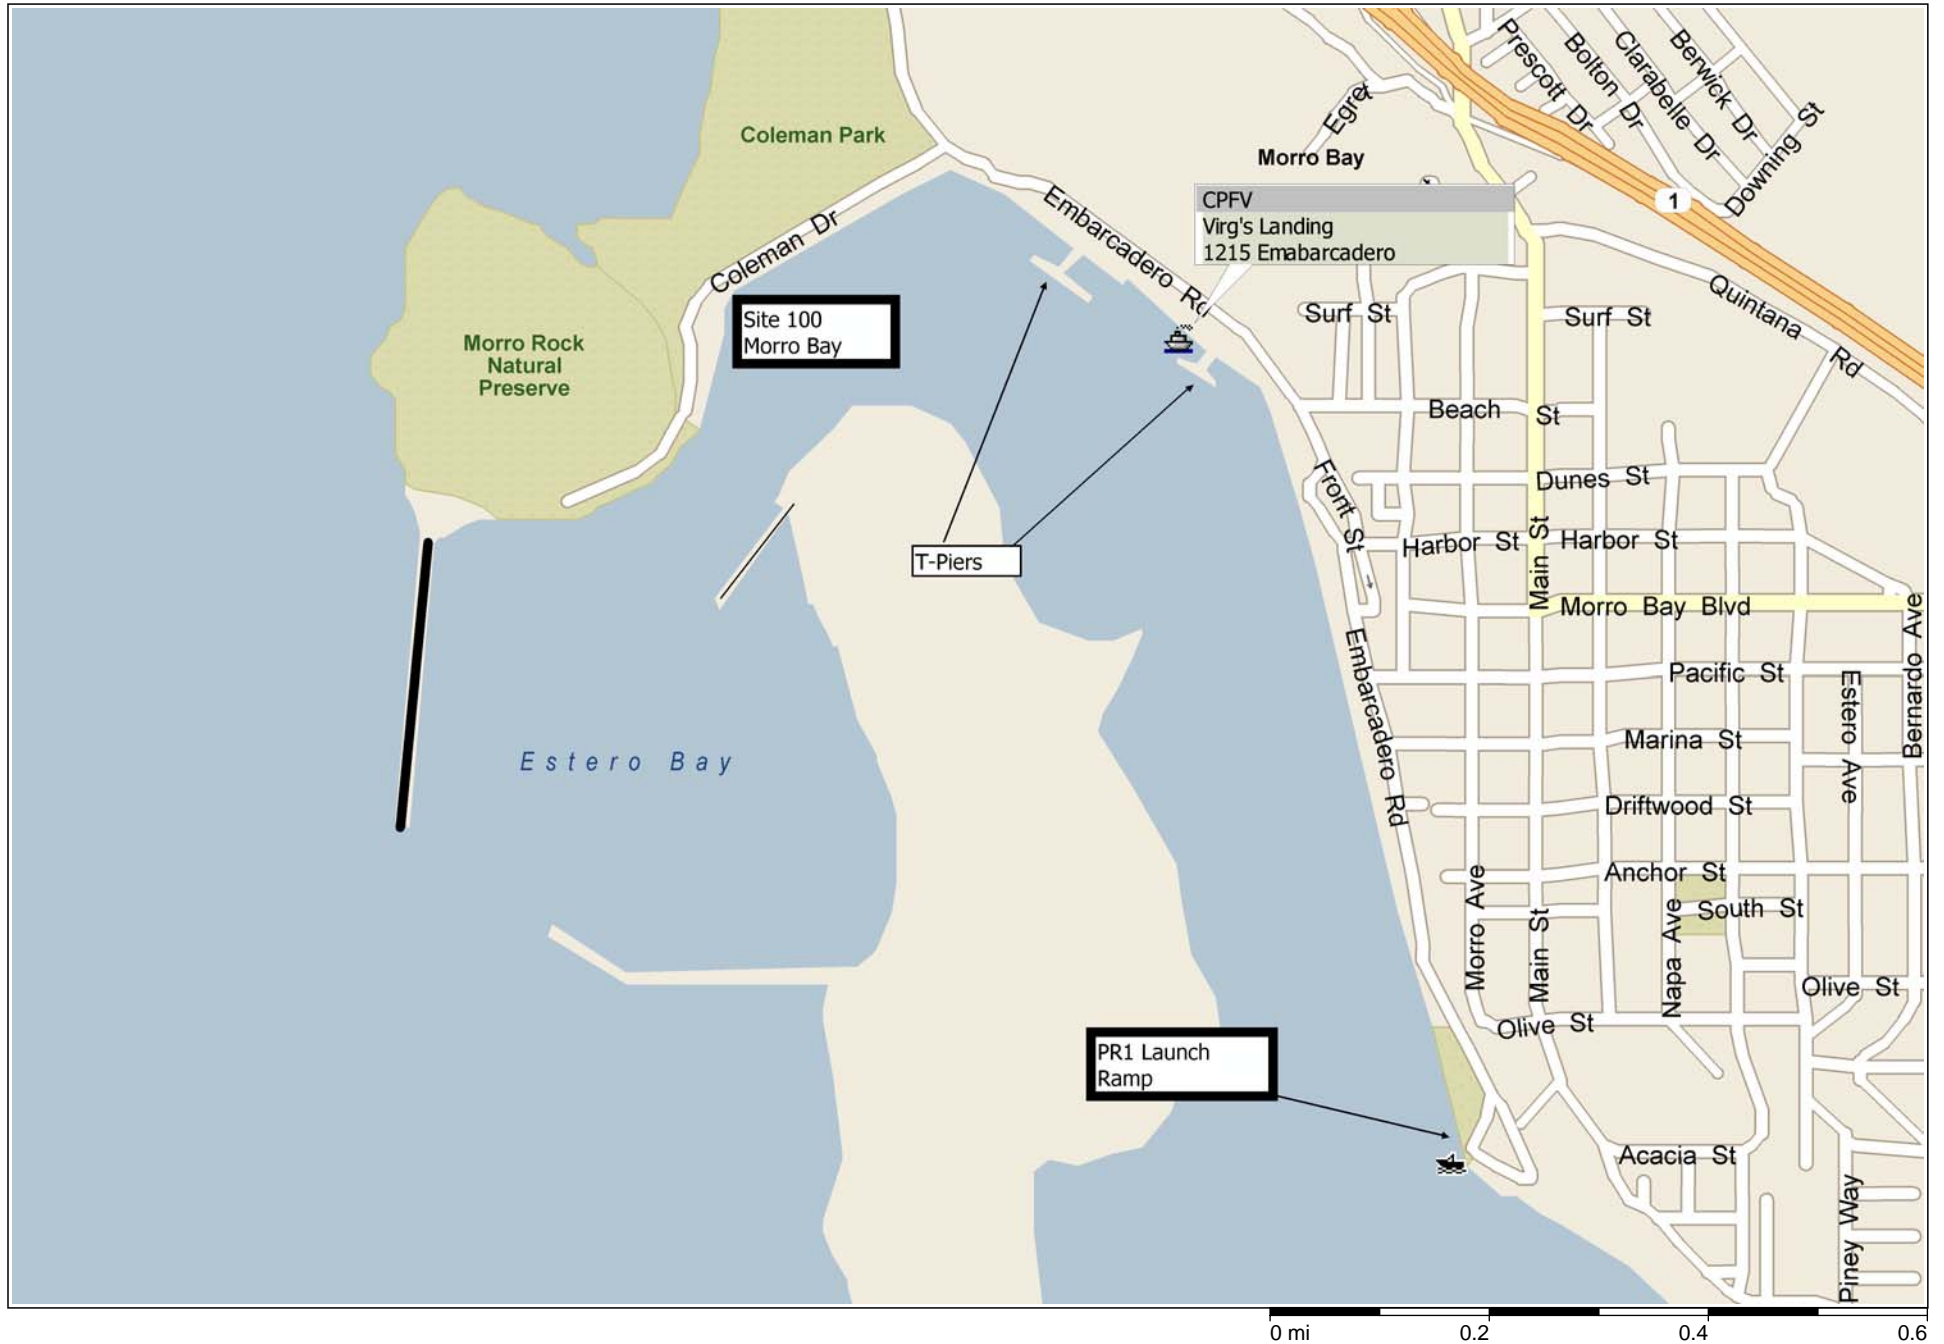 Prescott Dr
Bolton Dr
Clarabelle Dr
Berwick Dr
Downing St
Egret
Coleman Park
Morro Bay
1
CPFV
Virg's Landing
1215 Emabarcadero
Embarcadero Rd
Coleman Dr
Quintana Rd
Surf St
Surf St
Site 100
Morro Bay
Morro Rock
Natural
Preserve
Beach St
Dunes St
Front St
Harbor St
Harbor St
Main St
T-Piers
Morro Bay Blvd
Bernardo Ave
Embarcadero Rd
Pacific St
Estero Ave
Marina St
Estero Bay
Driftwood St
Anchor St
Morro Ave
Main St
Napa Ave
South St
Olive St
Olive St
PR1 Launch
Ramp
Acacia St
Piney Way
0 mi 0.2 0.4 0.6